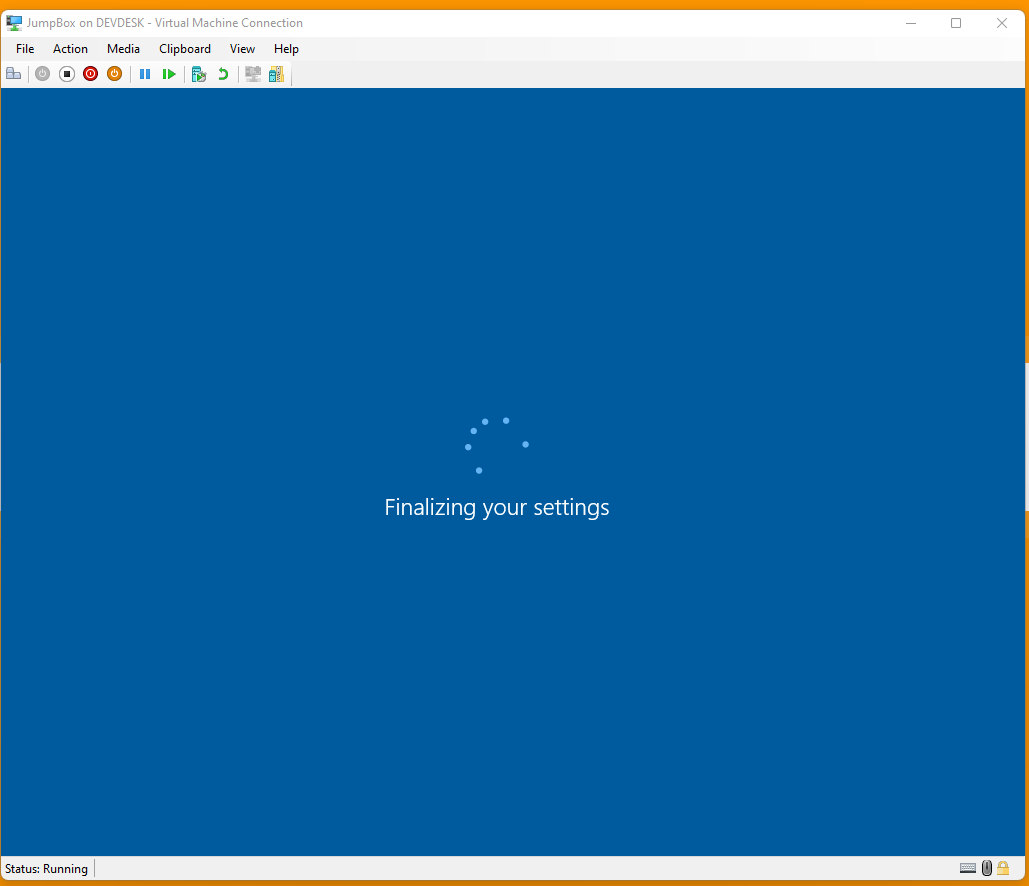 JumpBox on DEVDESK - Virtual Machine Connection
File Action Media Clipboard View Help
Finalizing your settings
Status: Running